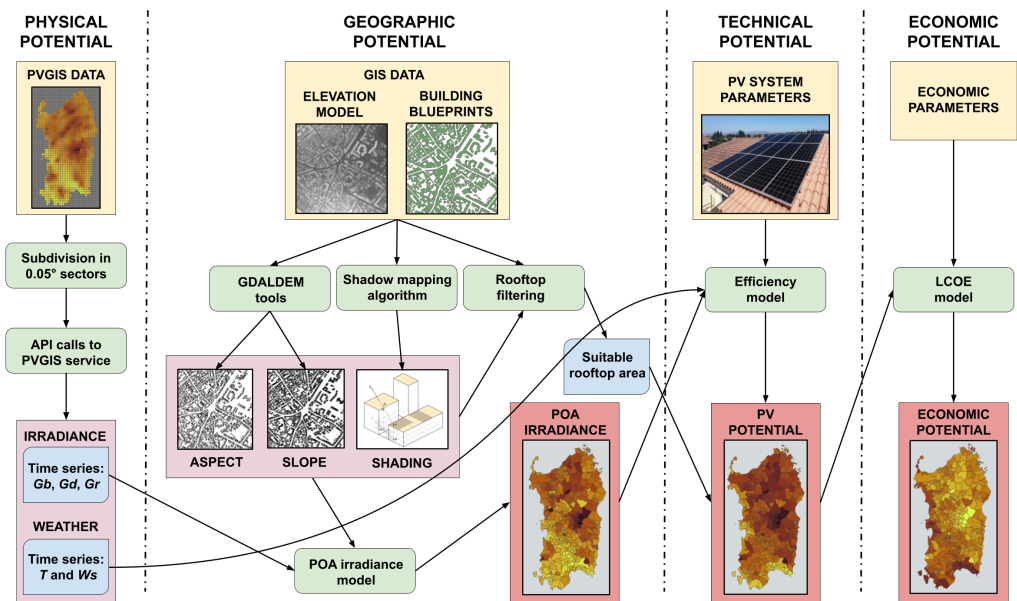 PHYSICAL
POTENTIAL
PVGIS DATA
Subdivision in
0.05° sectors
API calls to
PVGIS service
IRRADIANCE
Time series:
Gb, Gd, Gr
WEATHER
Time series:
T and Ws
GEOGRAPHIC
POTENTIAL
GIS DATA
ELEVATION
MODEL
BUILDING
BLUEPRINTS
GDALDEM
tools
Shadow mapping
algorithm
Rooftop
filtering
ASPECT
SLOPE
SHADING
Suitable
rooftop area
POA irradiance
model
POA
IRRADIANCE
TECHNICAL
POTENTIAL
PV SYSTEM
PARAMETERS
Efficiency
model
PV
POTENTIAL
ECONOMIC
POTENTIAL
ECONOMIC
PARAMETERS
LCOE
model
ECONOMIC
POTENTIAL